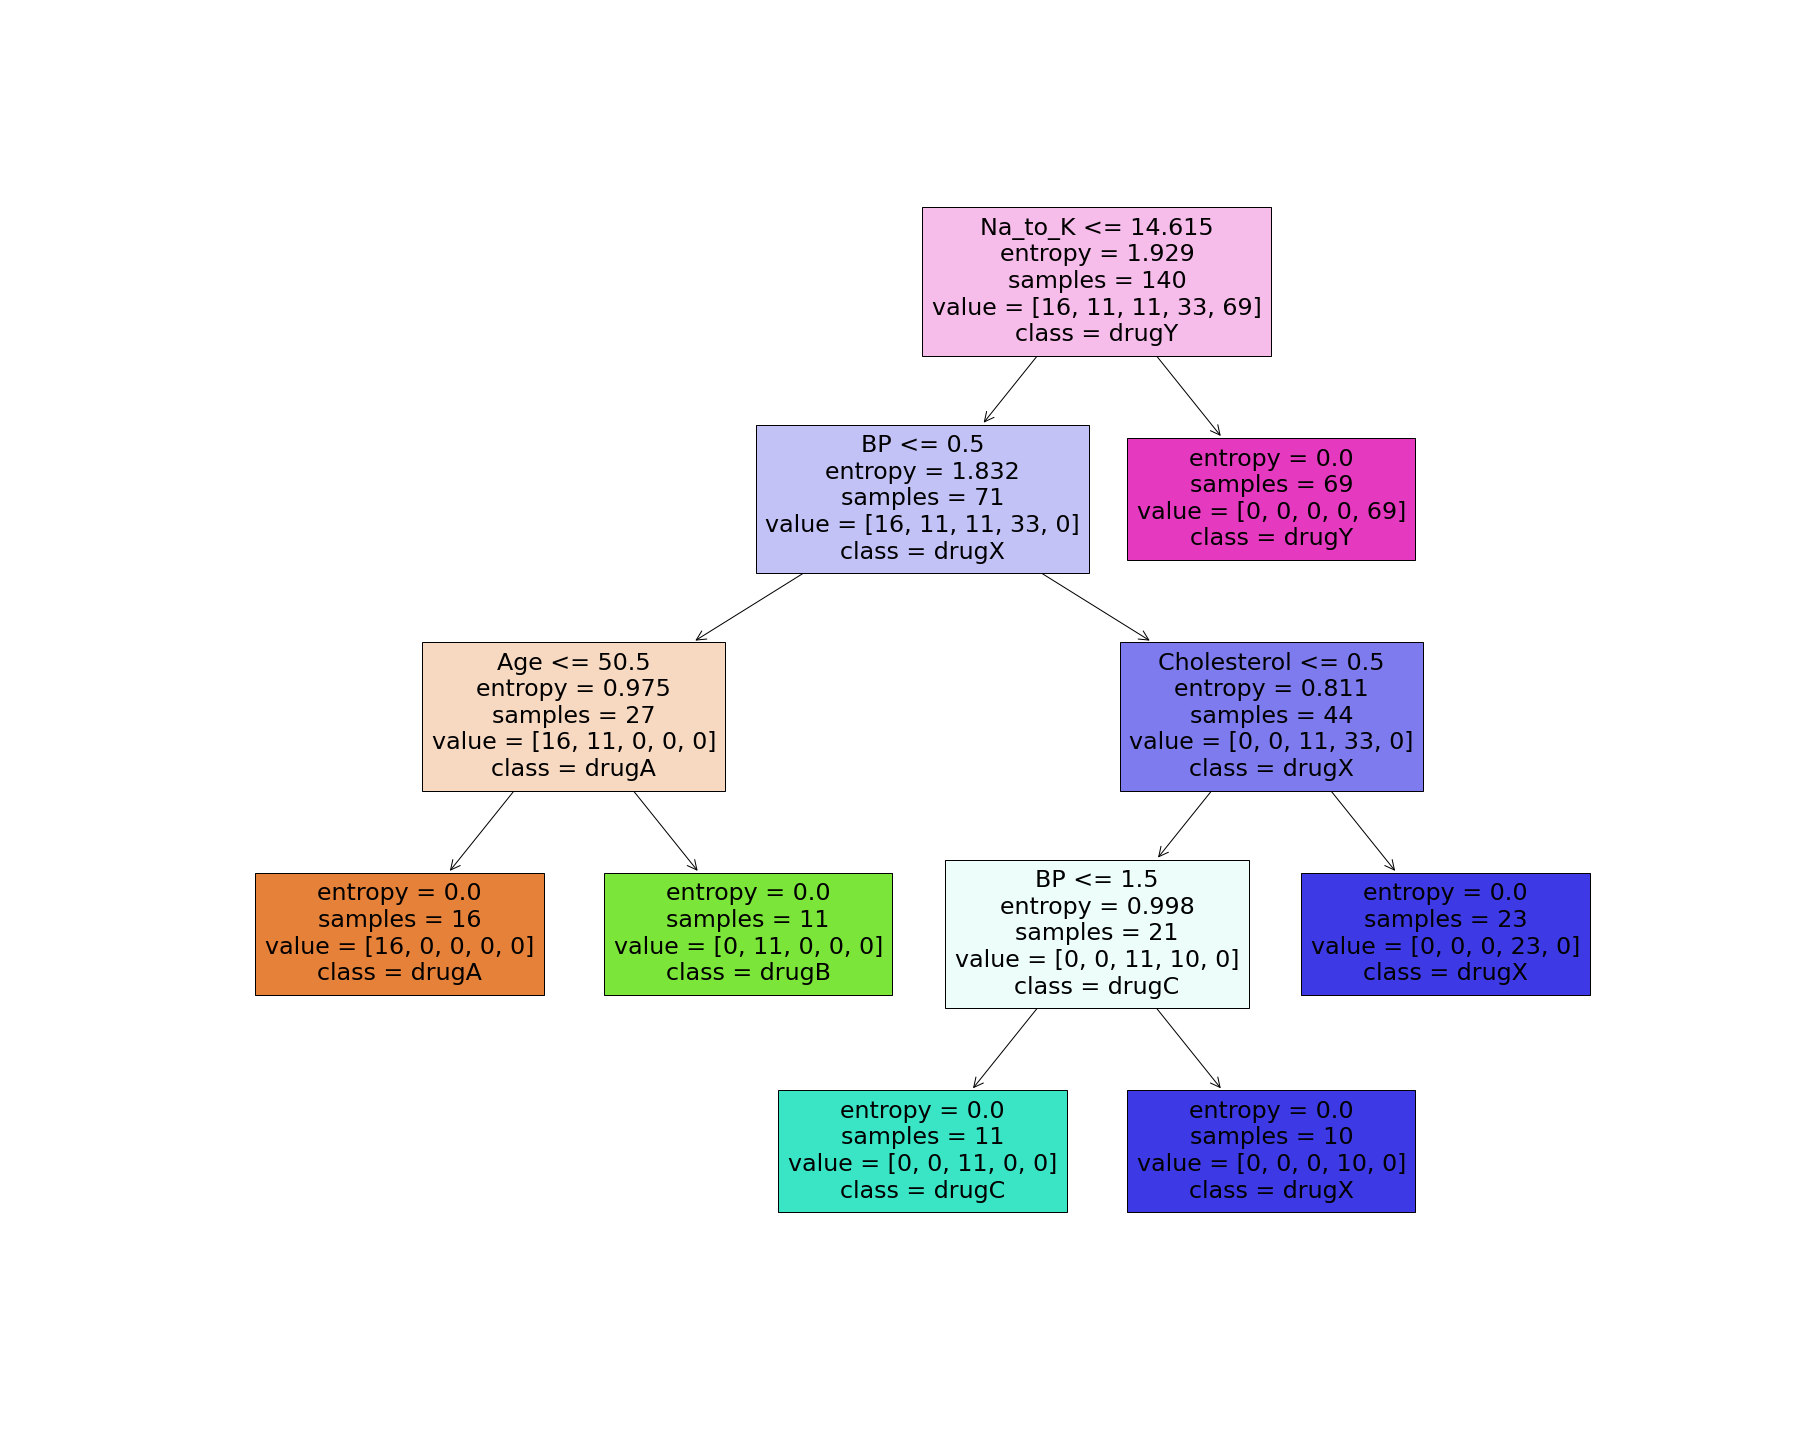 Na_to_K <= 14.615
entropy = 1.929
samples = 140
value = [16, 11, 11, 33, 69]
class = drugY
BP <= 0.5
entropy = 1.832
samples = 71
value = [16, 11, 11, 33, 0]
class = drugX
entropy = 0.0
samples = 69
value = [0, 0, 0, 0, 69]
class = drugY
Age <= 50.5
entropy = 0.975
samples = 27
value = [16, 11, 0, 0, 0]
class = drugA
Cholesterol <= 0.5
entropy = 0.811
samples = 44
value = [0, 0, 11, 33, 0]
class = drugX
entropy = 0.0
samples = 16
value = [16, 0, 0, 0, 0]
class = drugA
entropy = 0.0
samples = 11
value = [0, 11, 0, 0, 0]
class = drugB
BP <= 1.5
entropy = 0.998
samples = 21
value = [0, 0, 11, 10, 0]
class = drugC
entropy = 0.0
samples = 23
value = [0, 0, 0, 23, 0]
class = drugX
entropy = 0.0
samples = 11
value = [0, 0, 11, 0, 0]
class = drugC
entropy = 0.0
samples = 10
value = [0, 0, 0, 10, 0]
class = drugX